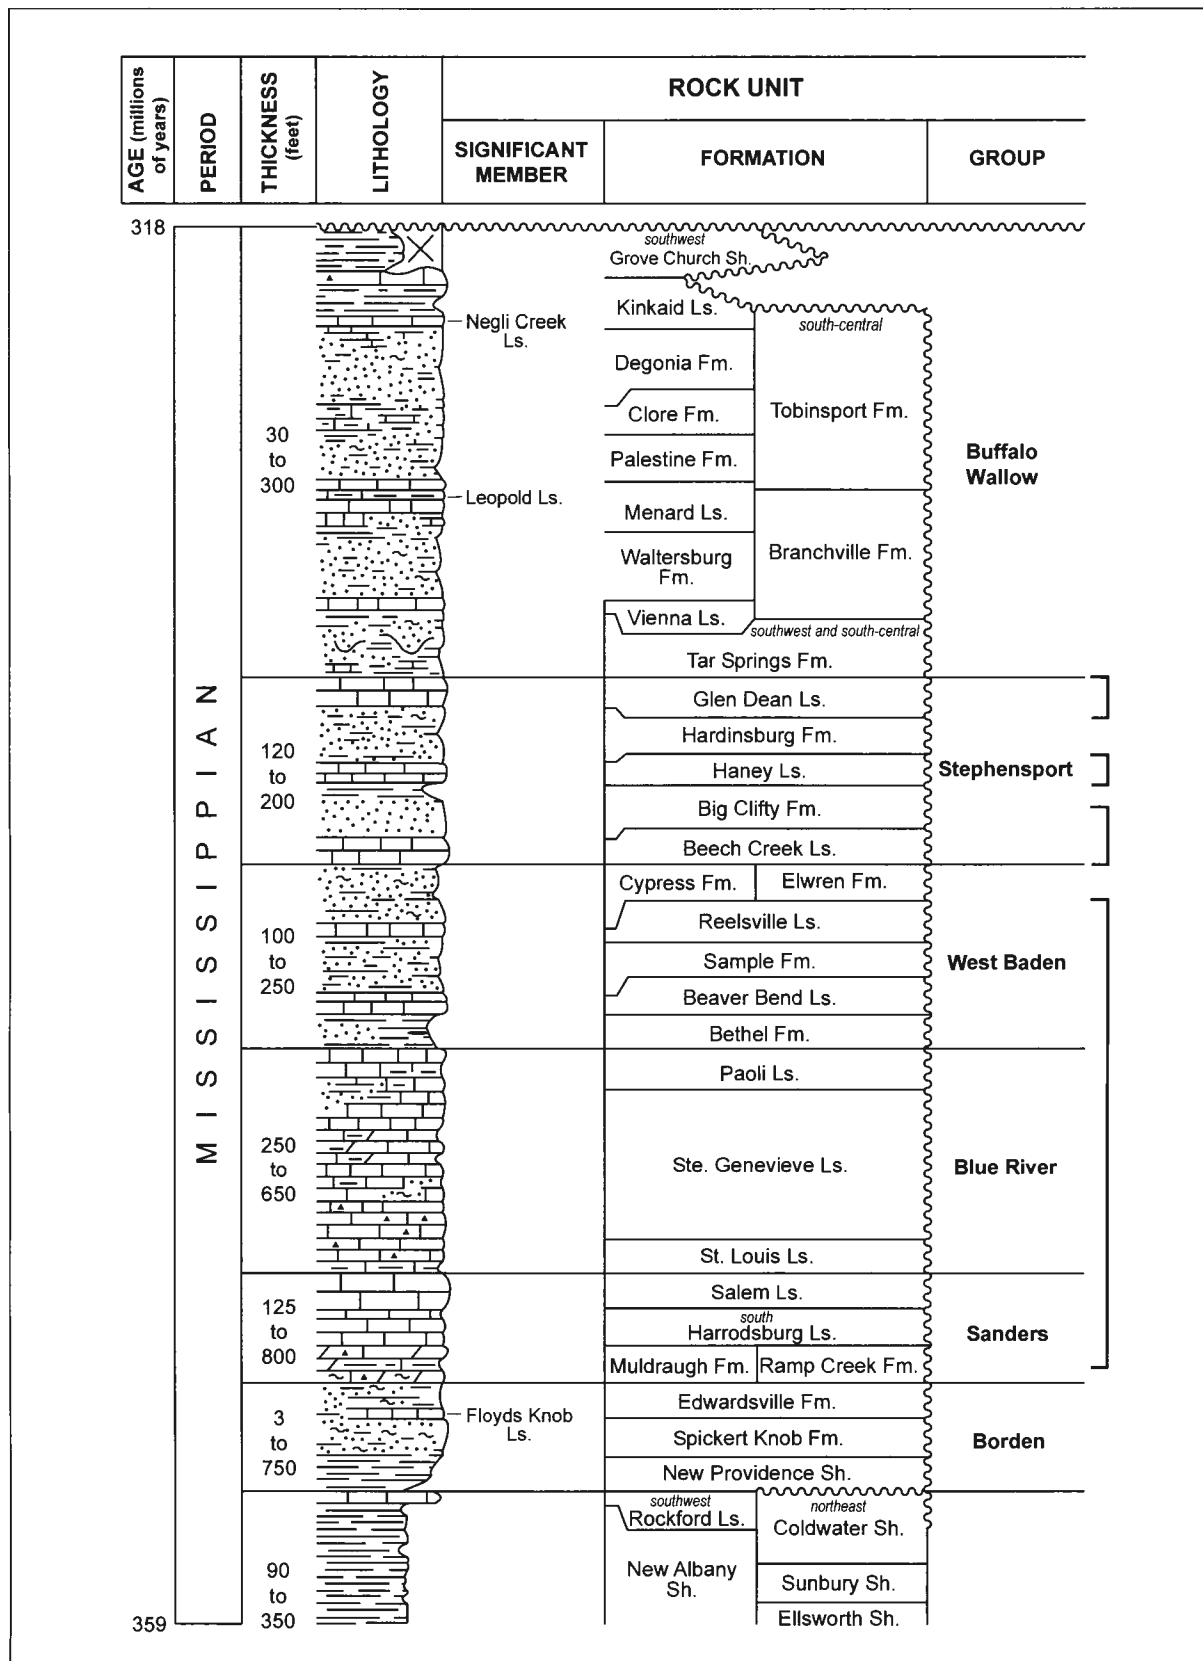 AGE (millions
of years)
PERIOD
THICKNESS
(feet)
LITHOLOGY
ROCK UNIT
SIGNIFICANT
MEMBER
FORMATION
GROUP
318
359
MISSISSIPPIAN
30
to
300
120
to
200
100
to
250
250
to
650
125
to
800
3
to
750
90
to
350
Negli Creek
Ls.
Leopold Ls.
Floyds Knob
Ls.
southwest
Grove Church Sh.
Kinkaid Ls.
south-central
Degonia Fm.
Clore Fm.
Tobinsport Fm.
Palestine Fm.
Menard Ls.
Waltersburg
Fm.
Branchville Fm.
Vienna Ls.
southwest and south-central
Tar Springs Fm.
Buffalo
Wallow
Glen Dean Ls.
Hardinsburg Fm.
Haney Ls.
Big Clifty Fm.
Beech Creek Ls.
Stephensport
Cypress Fm.
Elwren Fm.
Reelsville Ls.
Sample Fm.
Beaver Bend Ls.
Bethel Fm.
West Baden
Paoli Ls.
Ste. Genevieve Ls.
St. Louis Ls.
Blue River
Salem Ls.
south
Harrodsburg Ls.
Muldraugh Fm.
Ramp Creek Fm.
Sanders
Edwardsville Fm.
Spickert Knob Fm.
New Providence Sh.
Borden
southwest
Rockford Ls.
northeast
Coldwater Sh.
New Albany
Sh.
Sunbury Sh.
Ellsworth Sh.